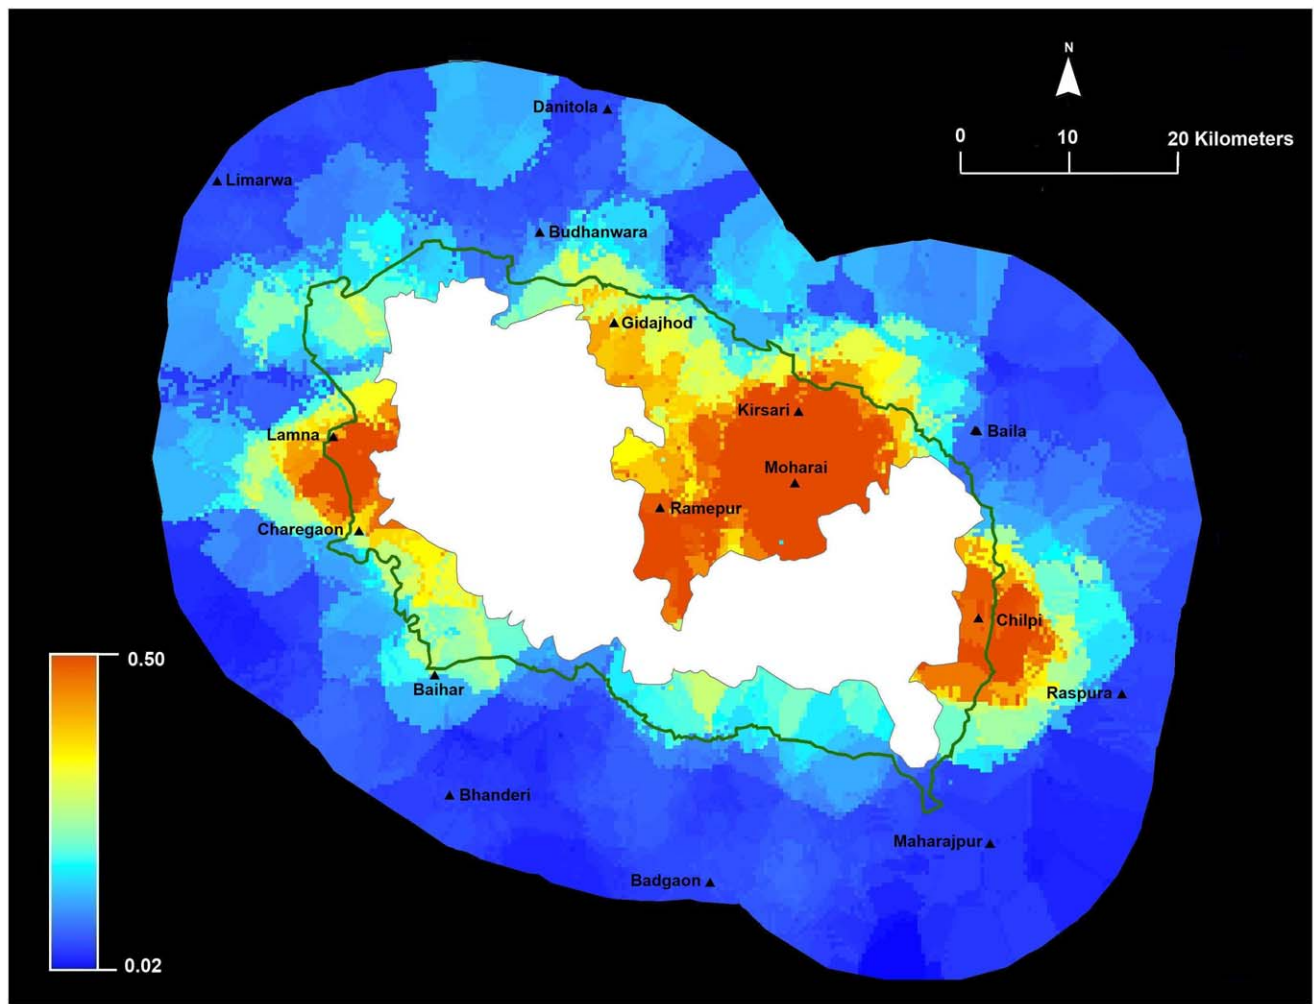 N
Danitola
0 10 20 Kilometers
Limarwa
Budhanwara
Gidajhod
Kirsari
Lamna
Baila
Moharai
Ramepur
Charegaon
Chilpi
0.50
Baihar
Raspura
Bhanderi
Maharajpur
Badgaon
0.02